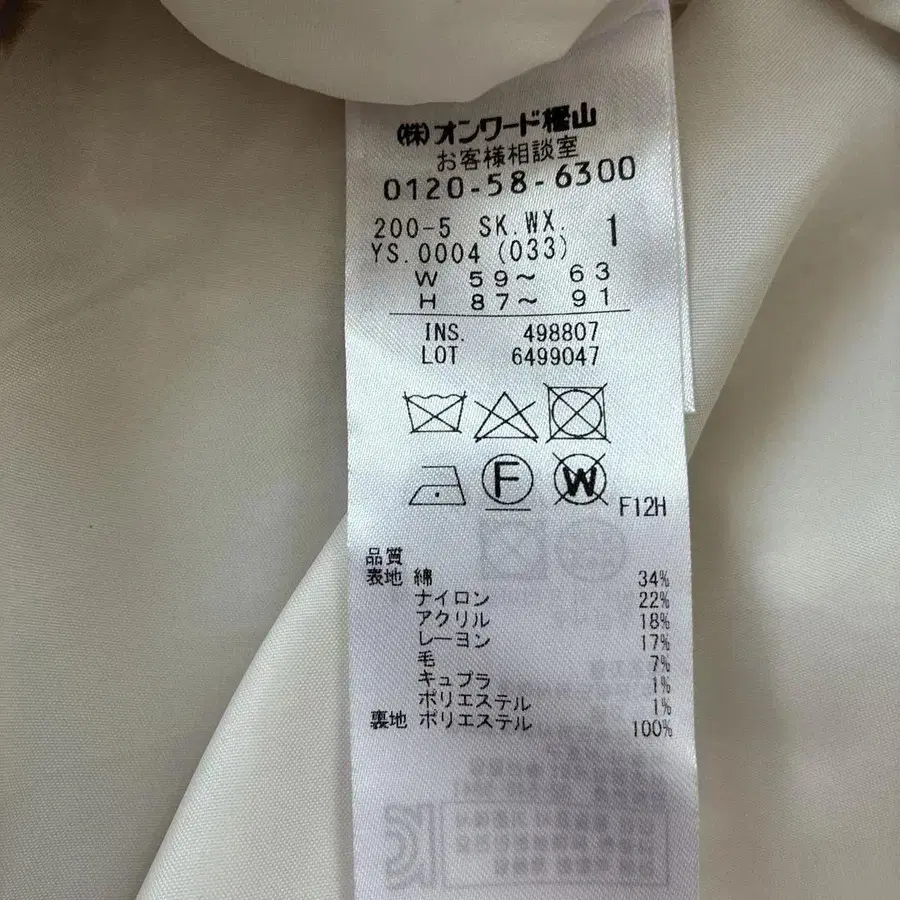 ㈱オンワード樫山
お客様相談室
0120-58-6300
200-5 SK.WX. 1
YS.0004 (033)
W 59～ 63
H 87～ 91
INS. 498807
LOT 6499047
F W F12H
品質
表地 綿 34%
ナイロン 22%
アクリル 18%
レーヨン 17%
毛 7%
キュプラ 1%
ポリエステル 1%
裏地 ポリエステル 100%